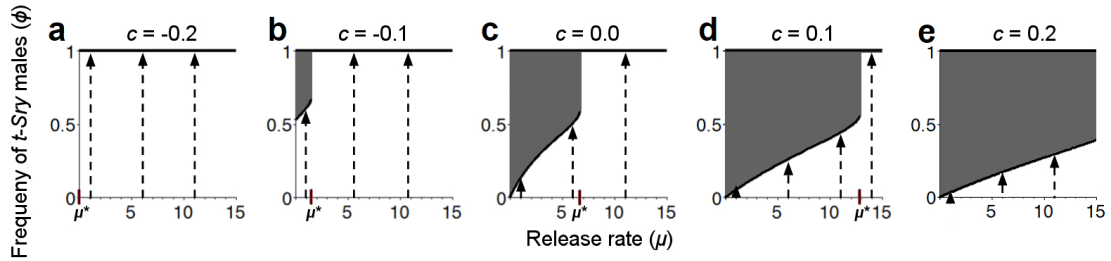 a
c = -0.2
b
c = -0.1
c
c = 0.0
d
c = 0.1
e
c = 0.2
Frequeny of t-Sry males (ϕ)
1
0.5
0
μ*
5
10
15
1
0.5
0
μ*
5
10
15
1
0.5
0
5
μ*
10
15
1
0.5
0
5
10
μ*
15
1
0.5
0
5
10
15
Release rate (μ)